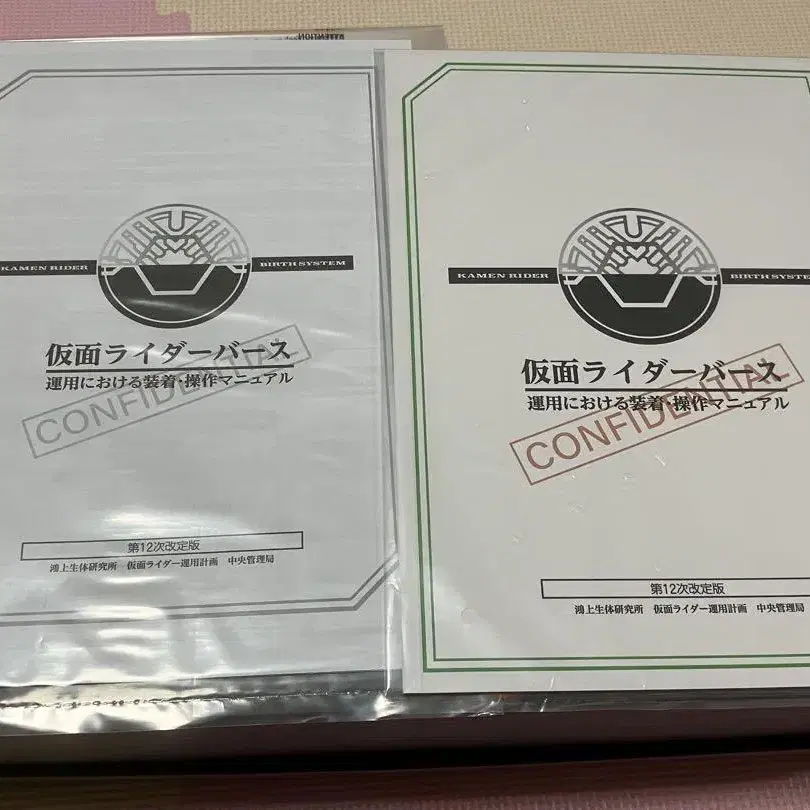 KAMEN RIDER
BIRTH SYSTEM
仮面ライダーバース
運用における装着・操作マニュアル
CONFIDENTIAL
第12次改定版
鴻上生体研究所 仮面ライダー運用計画 中央管理局
KAMEN RIDER
BIRTH SYSTEM
仮面ライダーバース
運用における装着・操作マニュアル
CONFIDENTIAL
第12次改定版
鴻上生体研究所 仮面ライダー運用計画 中央管理局